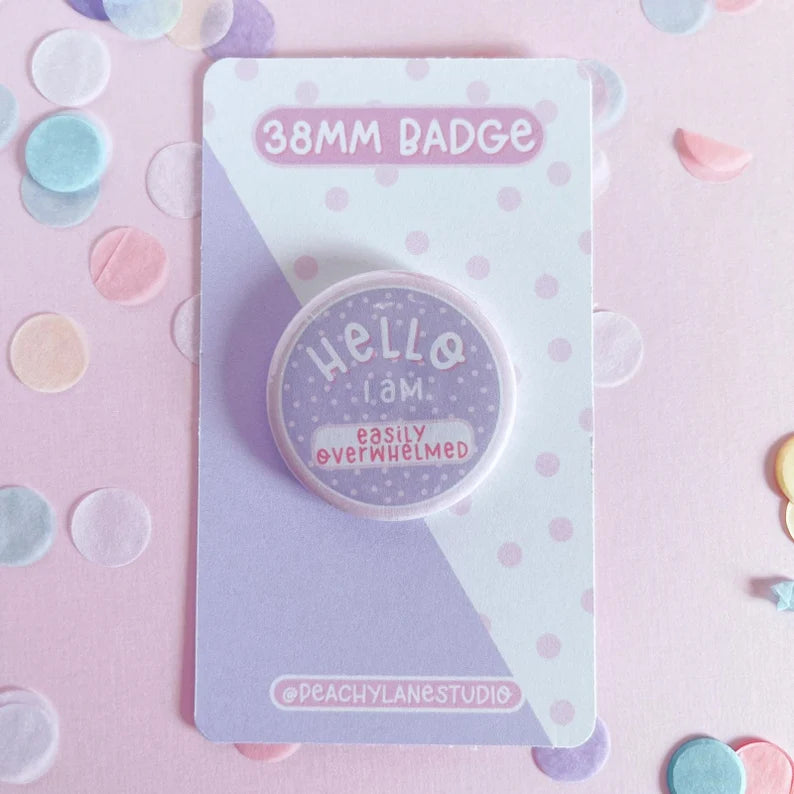 38MM BADGE
HELLO
I AM
easily
overwhelmed
@PEACHYLANESTUDIO